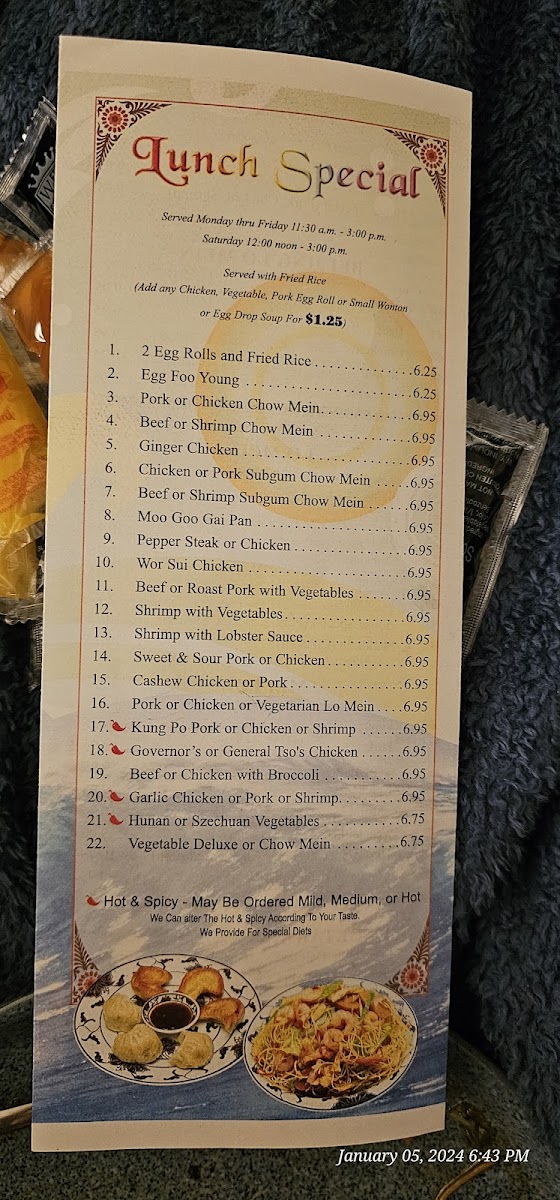 Lunch Special
Served Monday thru Friday 11:30 a.m. - 3:00 p.m.
Saturday 12:00 noon - 3:00 p.m.
Served with Fried Rice
(Add any Chicken, Vegetable, Pork Egg Roll or Small Wonton
or Egg Drop Soup For $1.25)
1. 2 Egg Rolls and Fried Rice . . . . . . . . . . . . .6.25
2. Egg Foo Young . . . . . . . . . . . . . . . . . . . . . .6.25
3. Pork or Chicken Chow Mein. . . . . . . . . . . .6.95
4. Beef or Shrimp Chow Mein . . . . . . . . . . . .6.95
5. Ginger Chicken . . . . . . . . . . . . . . . . . . . . . .6.95
6. Chicken or Pork Subgum Chow Mein . . . . .6.95
7. Beef or Shrimp Subgum Chow Mein . . . . . .6.95
8. Moo Goo Gai Pan . . . . . . . . . . . . . . . . . . . .6.95
9. Pepper Steak or Chicken . . . . . . . . . . . . . . .6.95
10. Wor Sui Chicken . . . . . . . . . . . . . . . . . . . . .6.95
11. Beef or Roast Pork with Vegetables . . . . . . .6.95
12. Shrimp with Vegetables. . . . . . . . . . . . . . . .6.95
13. Shrimp with Lobster Sauce . . . . . . . . . . . . .6.95
14. Sweet & Sour Pork or Chicken. . . . . . . . . . .6.95
15. Cashew Chicken or Pork . . . . . . . . . . . . . . .6.95
16. Pork or Chicken or Vegetarian Lo Mein . . . .6.95
17. Kung Po Pork or Chicken or Shrimp . . . . . .6.95
18. Governor's or General Tso's Chicken . . . . . .6.95
19. Beef or Chicken with Broccoli . . . . . . . . . . .6.95
20. Garlic Chicken or Pork or Shrimp. . . . . . . . .6.95
21. Hunan or Szechuan Vegetables . . . . . . . . . . .6.75
22. Vegetable Deluxe or Chow Mein . . . . . . . . .6.75
Hot & Spicy - May Be Ordered Mild, Medium, or Hot
We Can alter The Hot & Spicy According To Your Taste.
We Provide For Special Diets
January 05, 2024 6:43 PM